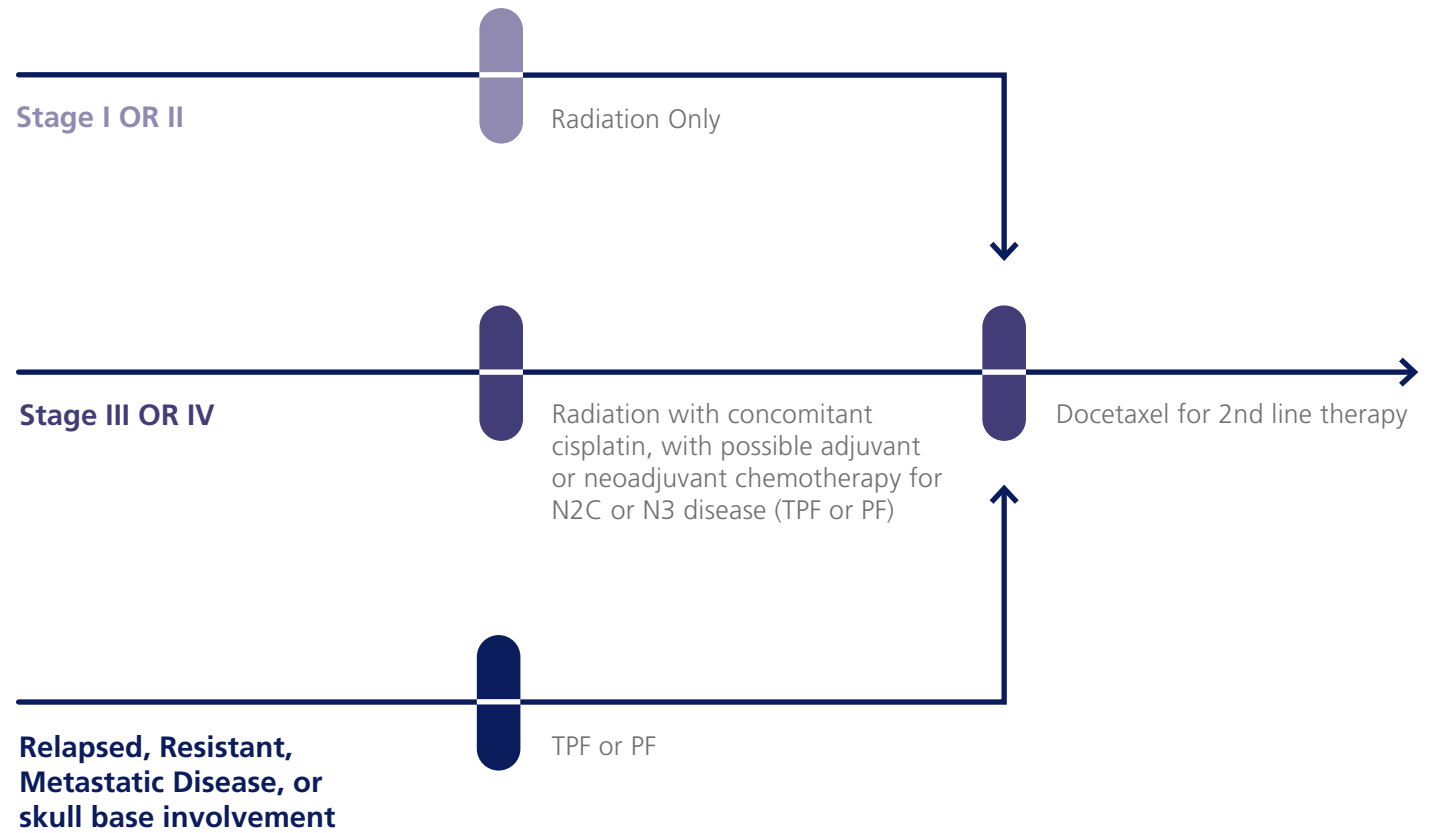 Stage I OR II
Radiation Only
Stage III OR IV
Radiation with concomitant
cisplatin, with possible adjuvant
or neoadjuvant chemotherapy for
N2C or N3 disease (TPF or PF)
Docetaxel for 2nd line therapy
Relapsed, Resistant,
Metastatic Disease, or
skull base involvement
TPF or PF